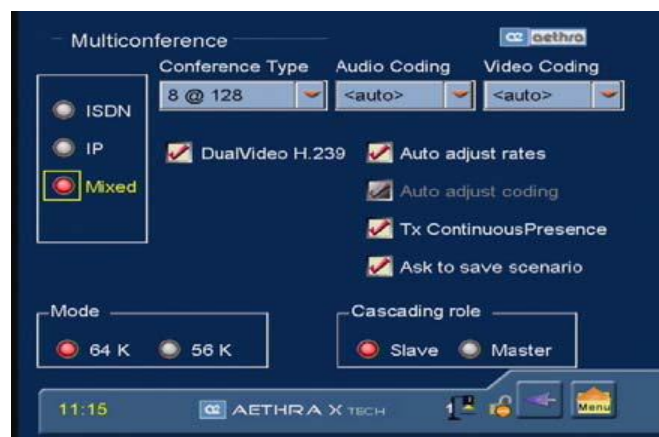 Multiconference
aethra
Conference Type Audio Coding Video Coding
8 @ 128 <auto> <auto>
ISDN
IP
Mixed
DualVideo H.239
Auto adjust rates
Auto adjust coding
Tx ContinuousPresence
Ask to save scenario
Mode
64 K 56 K
Cascading role
Slave Master
11:15 AETHRA X TECH 1 Menu